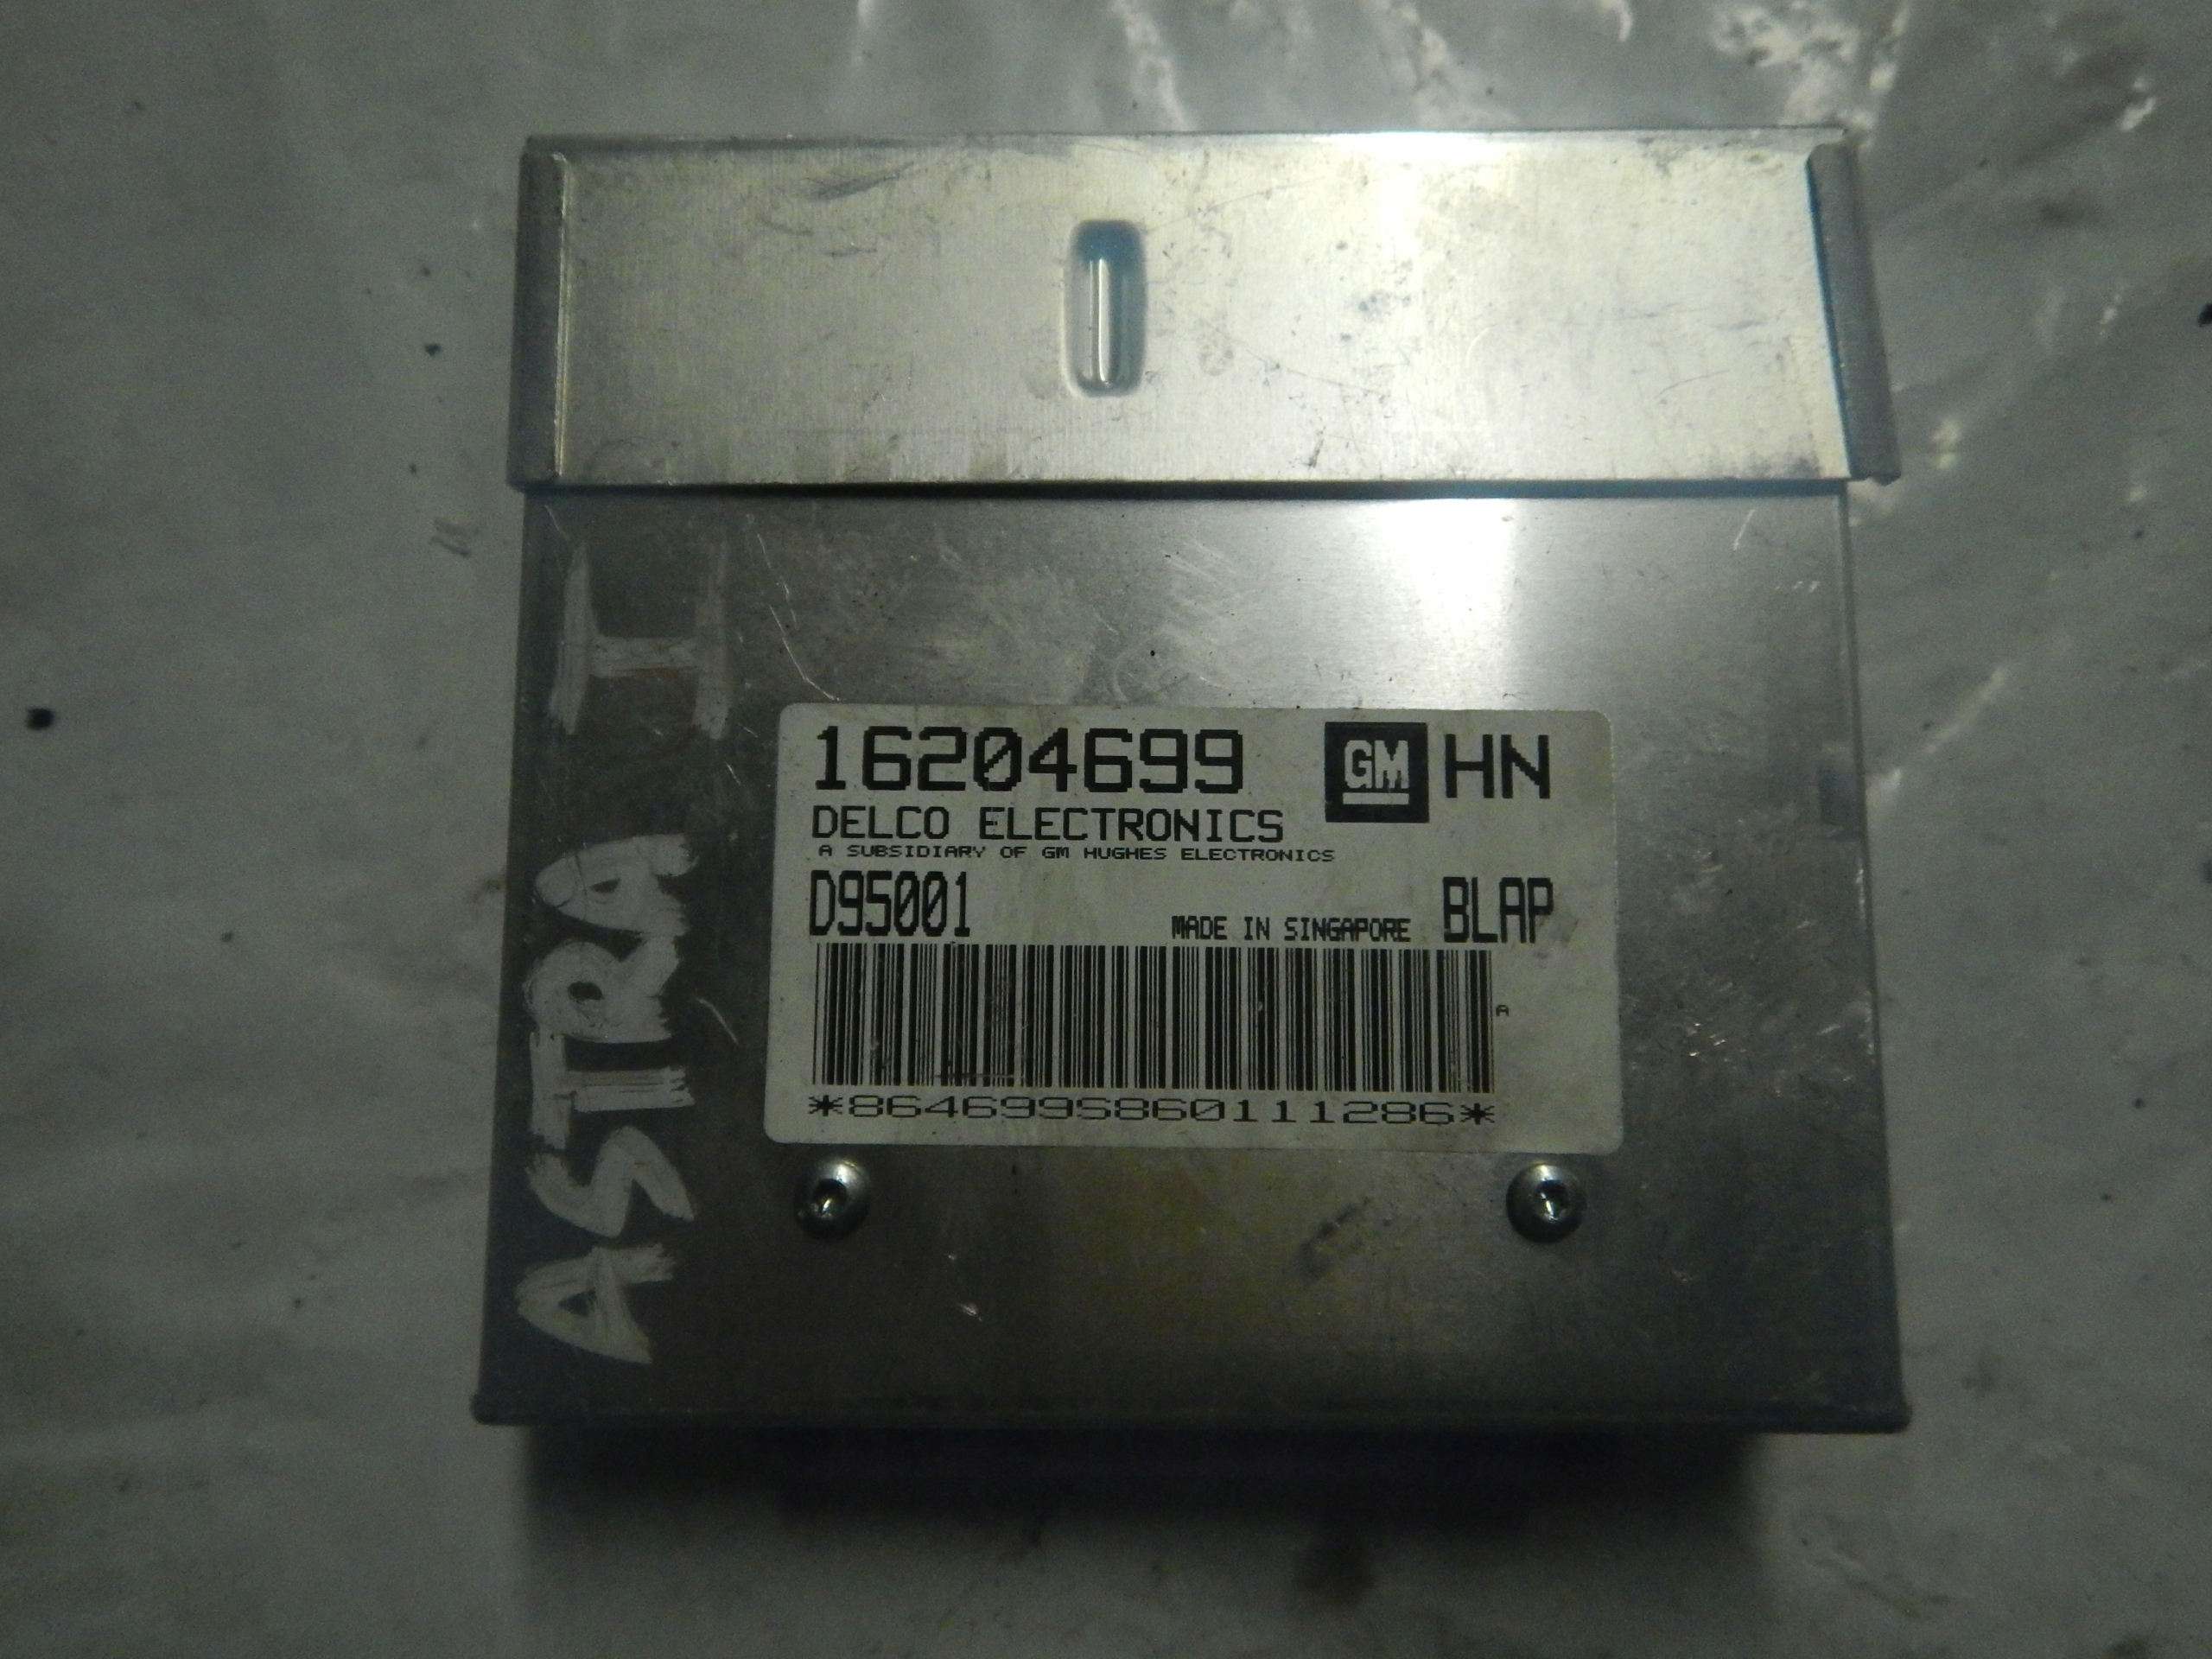 16204699 GM HN
DELCO ELECTRONICS
A SUBSIDIARY OF GM HUGHES ELECTRONICS
D95001 MADE IN SINGAPORE BLAP
A
*864699S860111286*
ASTRA H